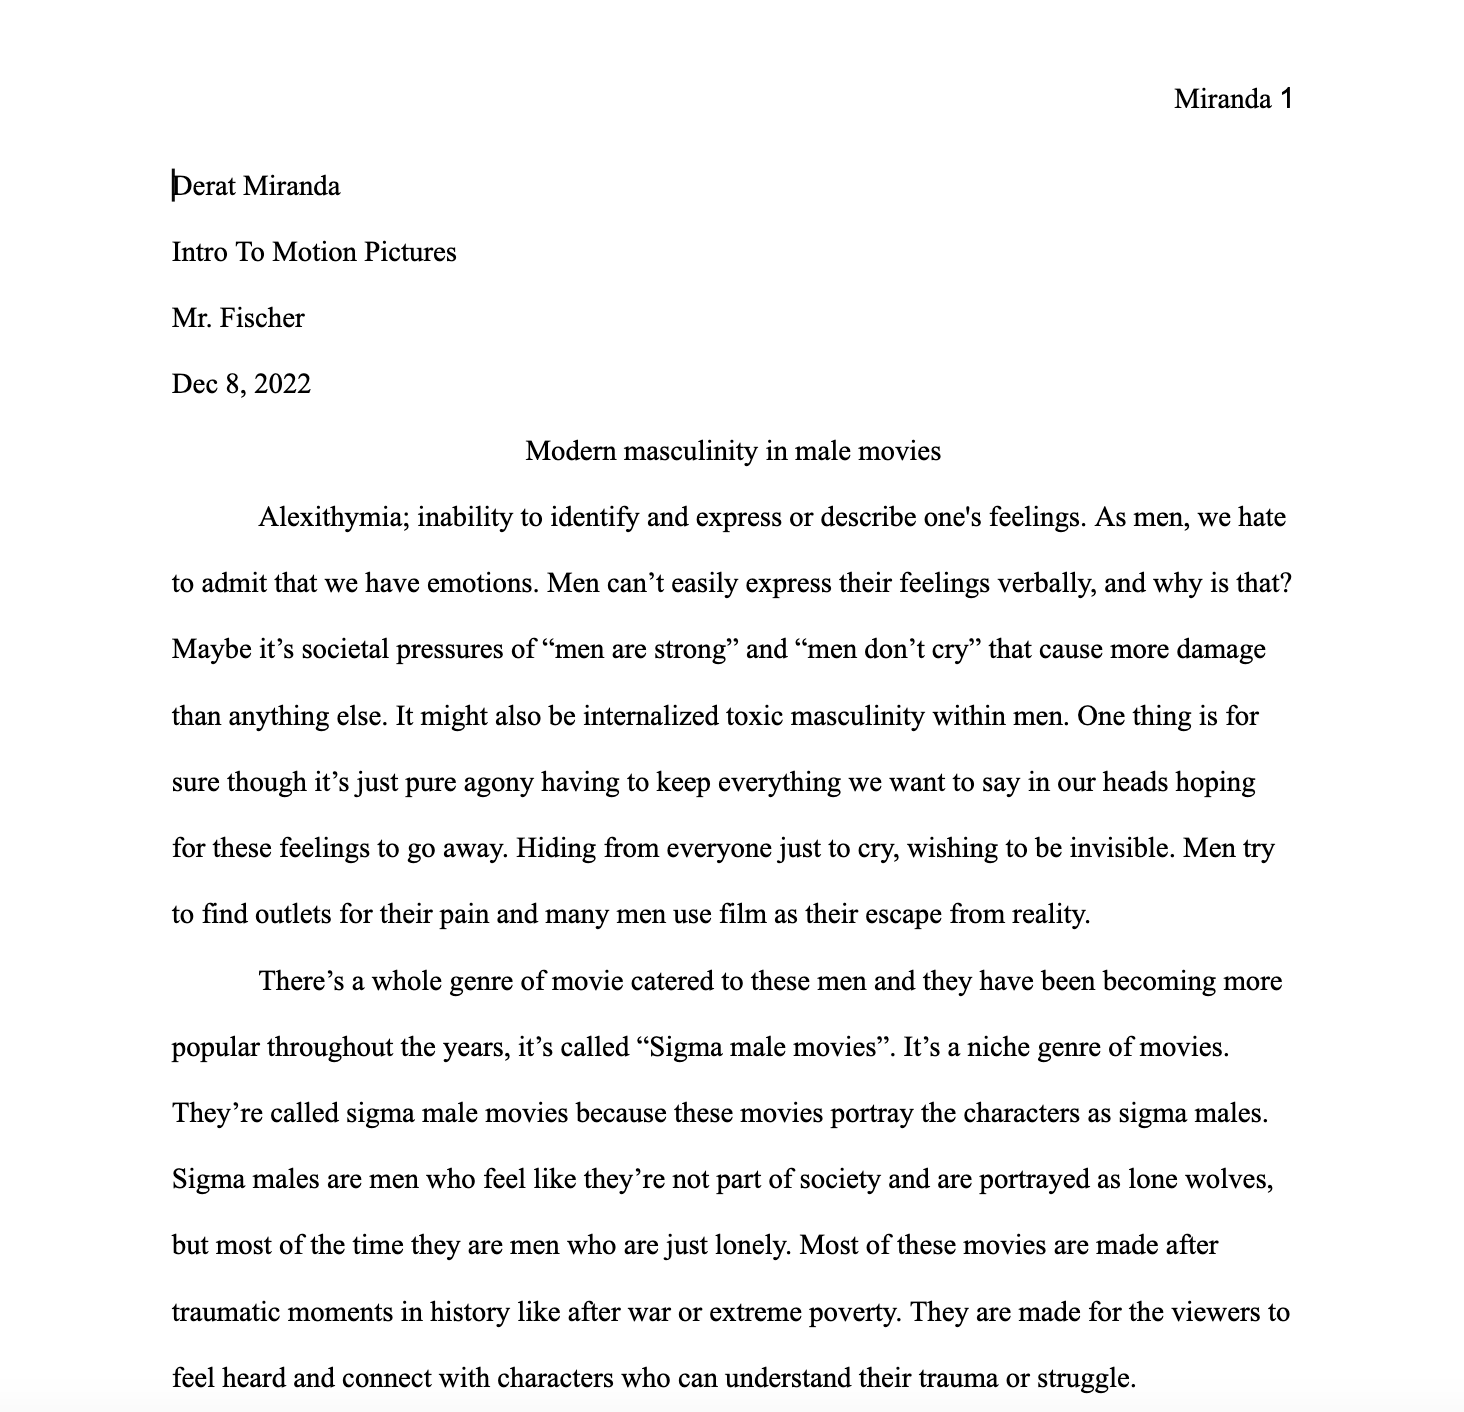 Miranda 1
Derat Miranda
Intro To Motion Pictures
Mr. Fischer
Dec 8, 2022
Modern masculinity in male movies
Alexithymia; inability to identify and express or describe one's feelings. As men, we hate
to admit that we have emotions. Men can’t easily express their feelings verbally, and why is that?
Maybe it’s societal pressures of “men are strong” and “men don’t cry” that cause more damage
than anything else. It might also be internalized toxic masculinity within men. One thing is for
sure though it’s just pure agony having to keep everything we want to say in our heads hoping
for these feelings to go away. Hiding from everyone just to cry, wishing to be invisible. Men try
to find outlets for their pain and many men use film as their escape from reality.
There’s a whole genre of movie catered to these men and they have been becoming more
popular throughout the years, it’s called “Sigma male movies”. It’s a niche genre of movies.
They’re called sigma male movies because these movies portray the characters as sigma males.
Sigma males are men who feel like they’re not part of society and are portrayed as lone wolves,
but most of the time they are men who are just lonely. Most of these movies are made after
traumatic moments in history like after war or extreme poverty. They are made for the viewers to
feel heard and connect with characters who can understand their trauma or struggle.